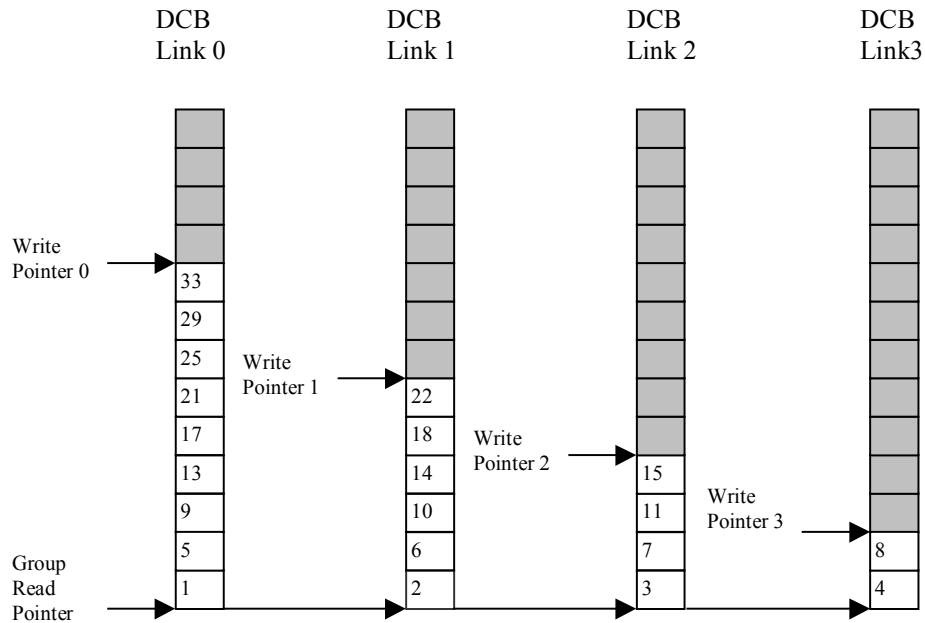 DCB
Link 0
DCB
Link 1
DCB
Link 2
DCB
Link3
Write
Pointer 0
33
29
25
21
17
13
9
5
1
Write
Pointer 1
22
18
14
10
6
2
Write
Pointer 2
15
11
7
3
Write
Pointer 3
8
4
Group
Read
Pointer